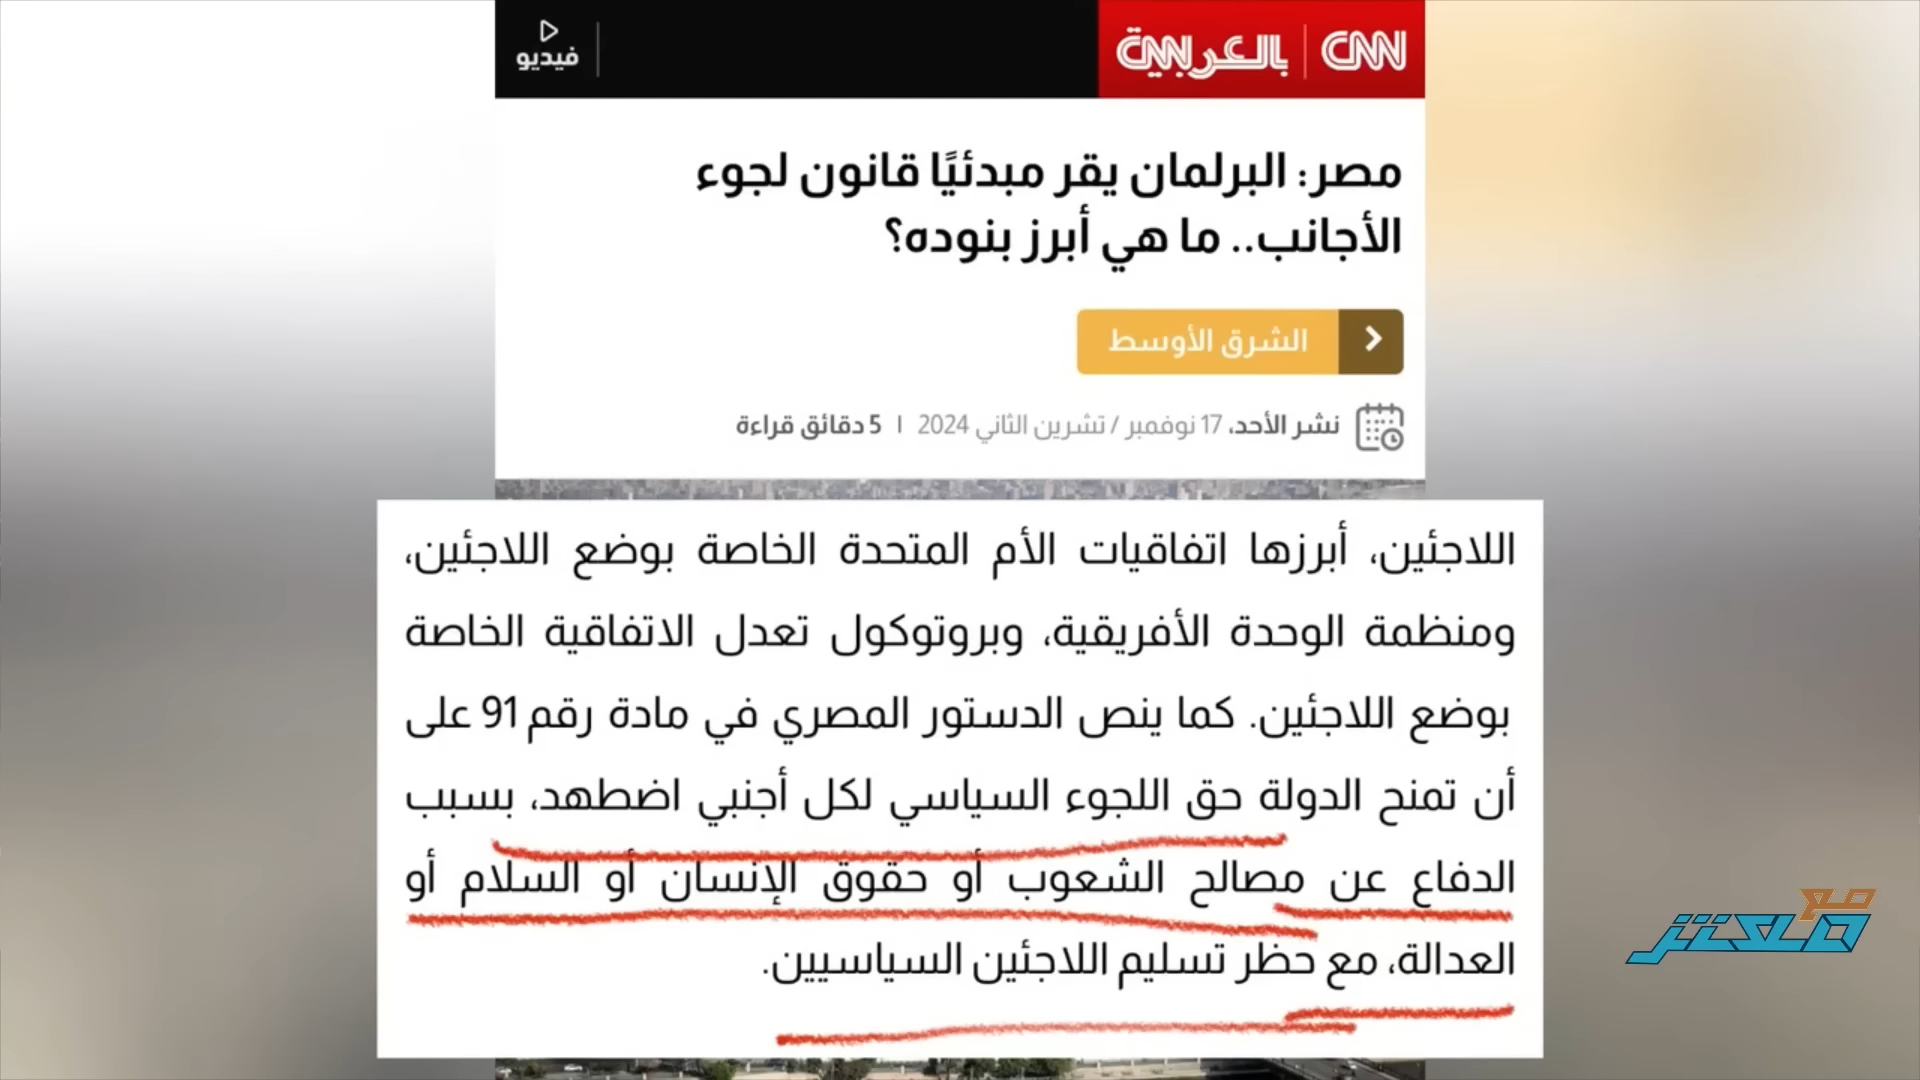 CNN بالعربية
فيديو
مصر: البرلمان يقر مبدئيًا قانون لجوء
الأجانب.. ما هي أبرز بنوده؟
الشرق الأوسط
نشر الأحد، 17 نوفمبر / تشرين الثاني 2024 | 5 دقائق قراءة
اللاجئين، أبرزها اتفاقيات الأم المتحدة الخاصة بوضع اللاجئين،
ومنظمة الوحدة الأفريقية، وبروتوكول تعدل الاتفاقية الخاصة
بوضع اللاجئين. كما ينص الدستور المصري في مادة رقم 91 على
أن تمنح الدولة حق اللجوء السياسي لكل أجنبي اضطهد، بسبب
الدفاع عن مصالح الشعوب أو حقوق الإنسان أو السلام أو
العدالة، مع حظر تسليم اللاجئين السياسيين.
مع
معتز